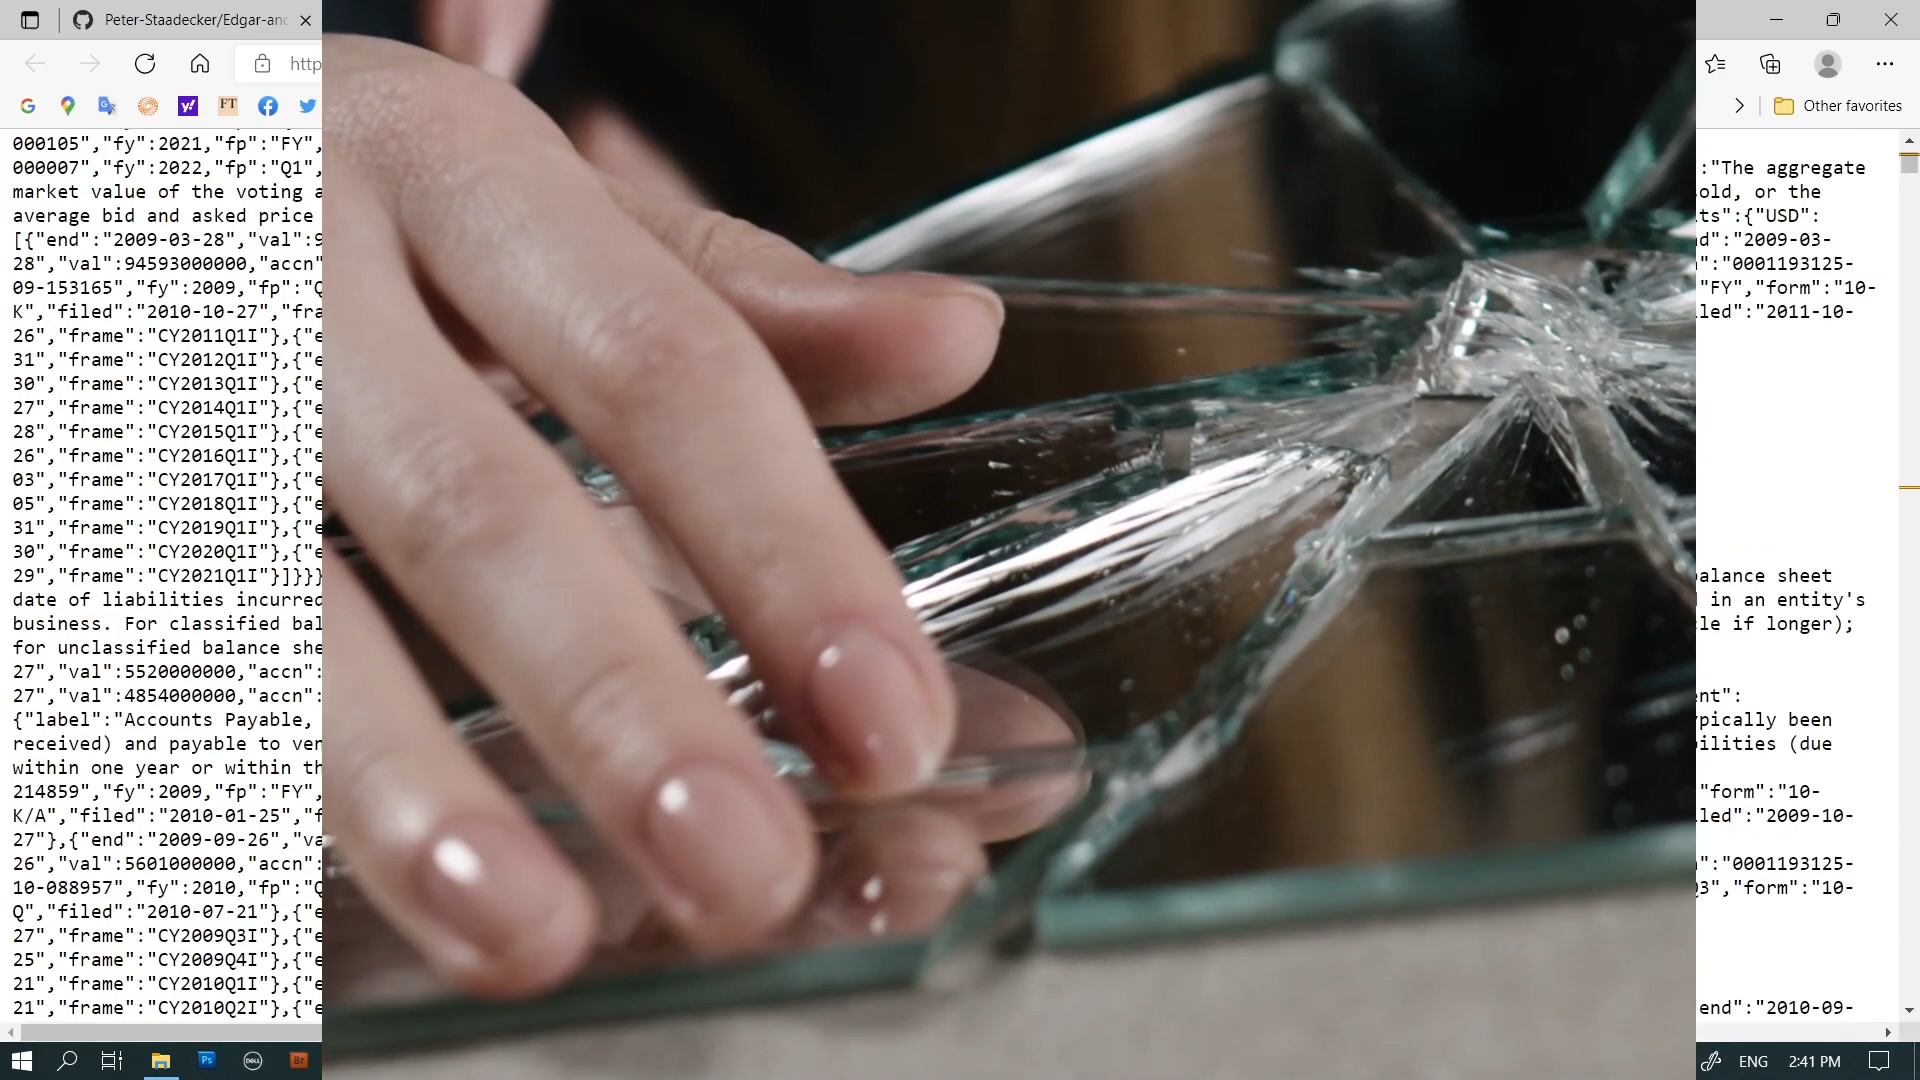 Peter-Staadecker/Edgar-and
http
G
FT
Other favorites
000105","fy":2021,"fp":"FY",
000007","fy":2022,"fp":"Q1", :"The aggregate
market value of the voting a old, or the
average bid and asked price ts":{"USD":
[{"end":"2009-03-28","val":9 d":"2009-03-
28","val":94593000000,"accn" ":"0001193125-
09-153165","fy":2009,"fp":"Q "FY","form":"10-
K","filed":"2010-10-27","fra led":"2011-10-
26","frame":"CY2011Q1I"},{"e
31","frame":"CY2012Q1I"},{"e
30","frame":"CY2013Q1I"},{"e
27","frame":"CY2014Q1I"},{"e
28","frame":"CY2015Q1I"},{"e
26","frame":"CY2016Q1I"},{"e
03","frame":"CY2017Q1I"},{"e
05","frame":"CY2018Q1I"},{"e
31","frame":"CY2019Q1I"},{"e
30","frame":"CY2020Q1I"},{"e
29","frame":"CY2021Q1I"}]}}} alance sheet
date of liabilities incurred in an entity's
business. For classified bal le if longer);
for unclassified balance she
27","val":5520000000,"accn":
27","val":4854000000,"accn": nt":
{"label":"Accounts Payable, ypically been
received) and payable to ven ilities (due
within one year or within th
214859","fy":2009,"fp":"FY", "form":"10-
K/A","filed":"2010-01-25","f led":"2009-10-
27"},{"end":"2009-09-26","va
26","val":5601000000,"accn": ":"0001193125-
10-088957","fy":2010,"fp":"Q Q3","form":"10-
Q","filed":"2010-07-21"},{"e
27","frame":"CY2009Q3I"},{"e
25","frame":"CY2009Q4I"},{"e
21","frame":"CY2010Q1I"},{"e
21","frame":"CY2010Q2I"},{"e end":"2010-09-
Ps
DELL
Br
ENG
2:41 PM